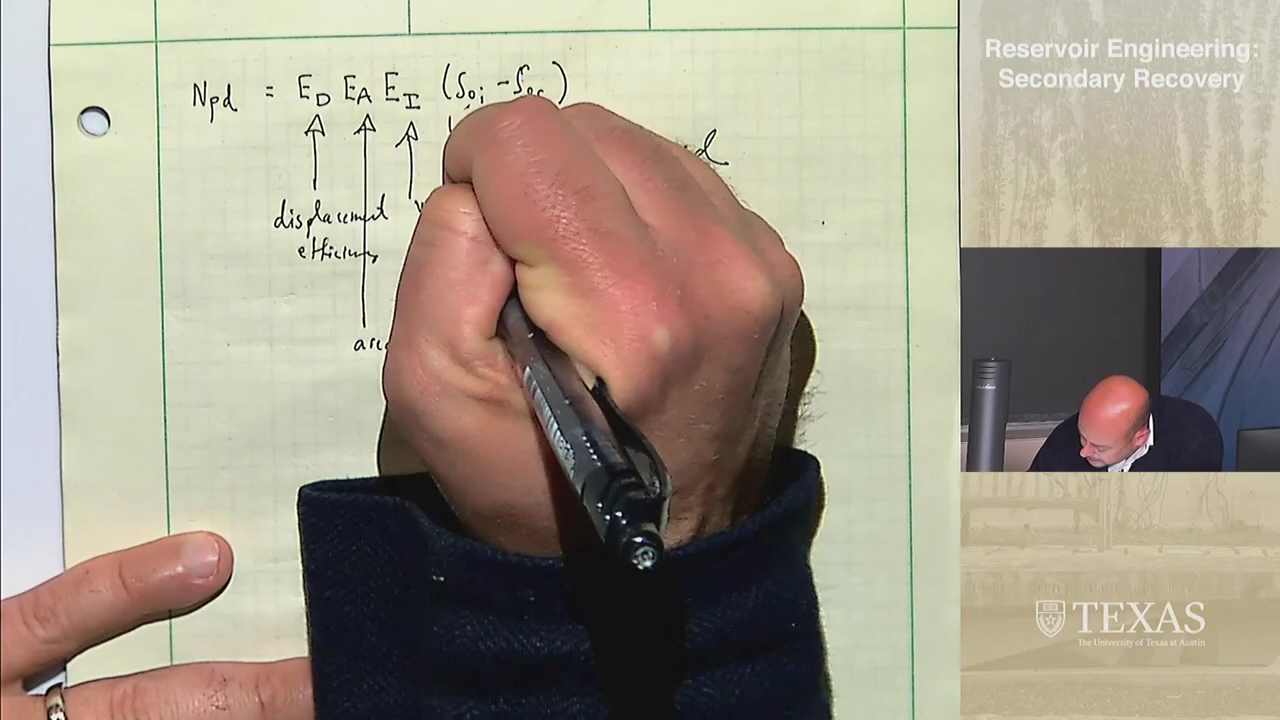 Npd = ED EA EI (Soi - Sor)
displacement
efficiency
Reservoir Engineering:
Secondary Recovery
TEXAS
The University of Texas at Austin